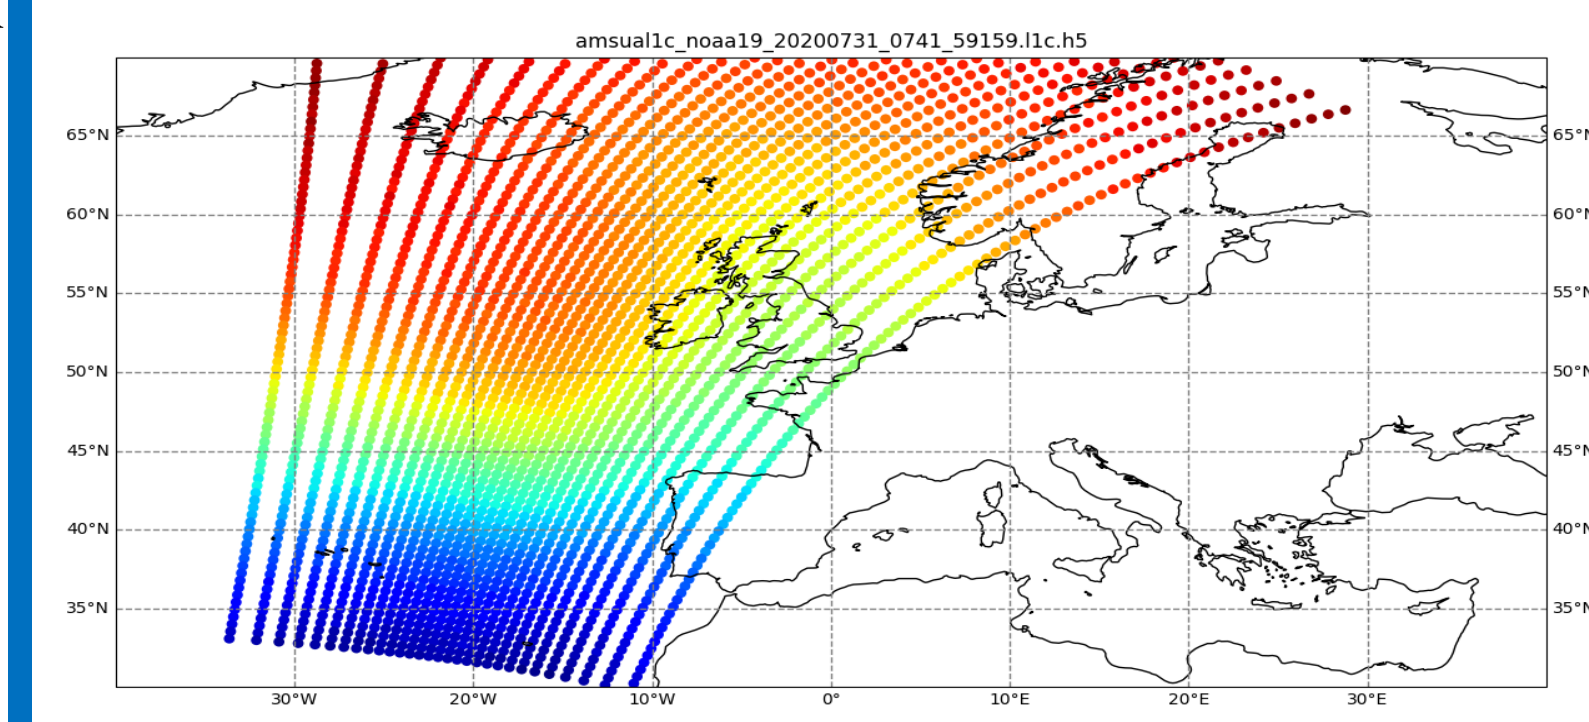 amsual1c_noaa19_20200731_0741_59159.l1c.h5
65°N 65°N
60°N 60°N
55°N 55°N
50°N 50°N
45°N 45°N
40°N 40°N
35°N 35°N
30°W 20°W 10°W 0° 10°E 20°E 30°E